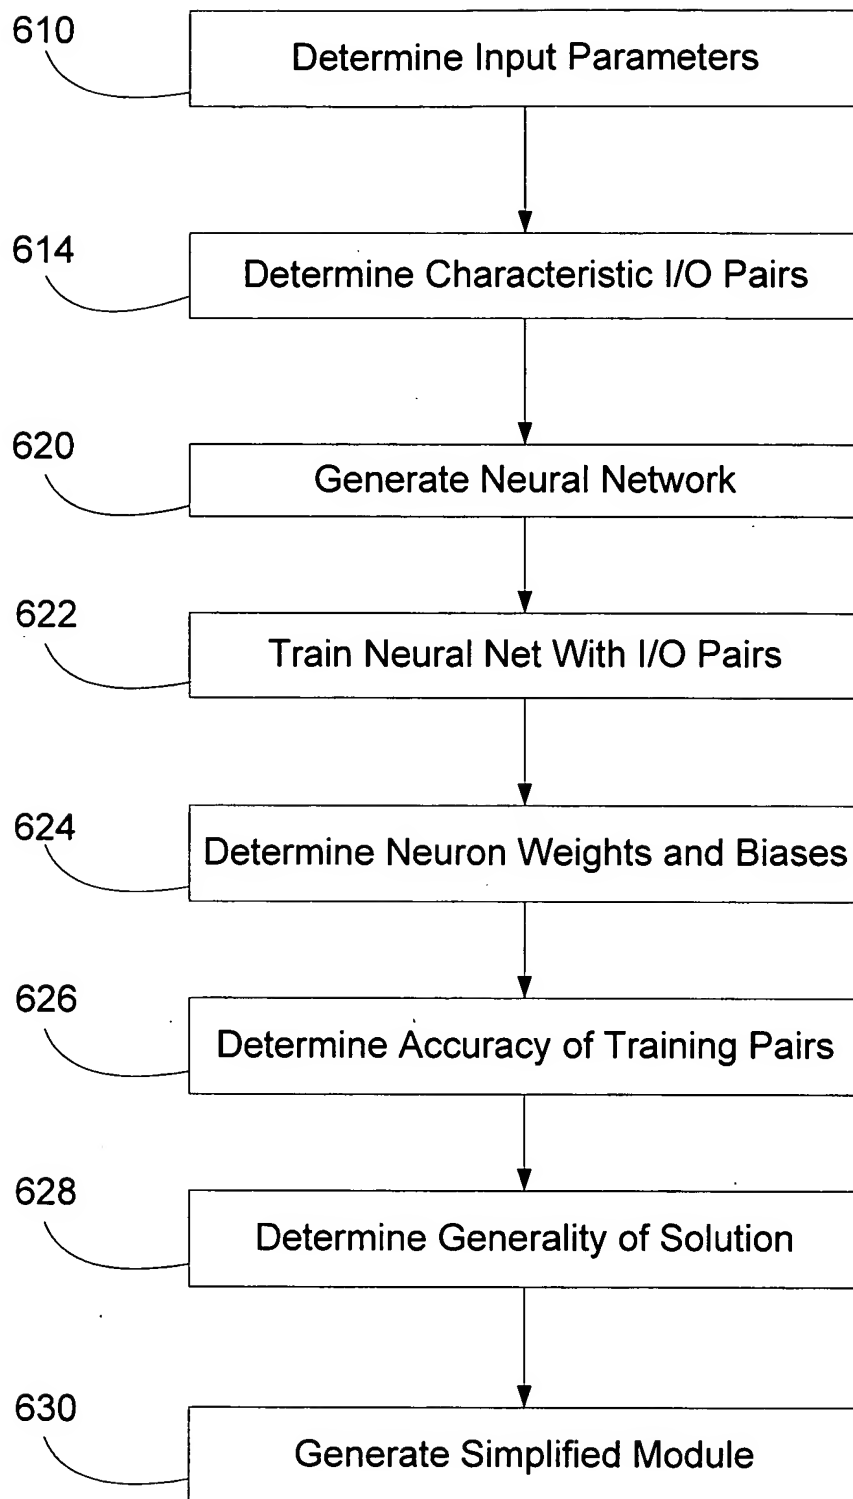 610
Determine Input Parameters
614
Determine Characteristic I/O Pairs
620
Generate Neural Network
622
Train Neural Net With I/O Pairs
624
Determine Neuron Weights and Biases
626
Determine Accuracy of Training Pairs
628
Determine Generality of Solution
630
Generate Simplified Module